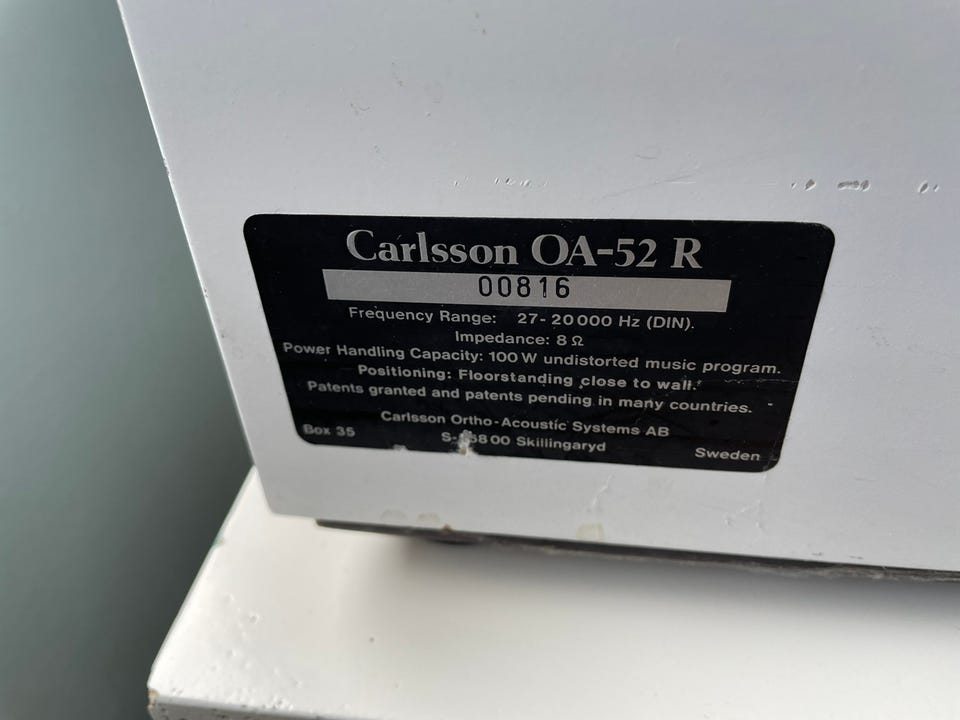 Carlsson OA-52 R
00816
Frequency Range: 27-20000 Hz (DIN).
Impedance: 8 Ω
Power Handling Capacity: 100 W undistorted music program.
Positioning: Floorstanding close to wall.
Patents granted and patents pending in many countries.
Carlsson Ortho-Acoustic Systems AB
Box 35 Skillingaryd Sweden